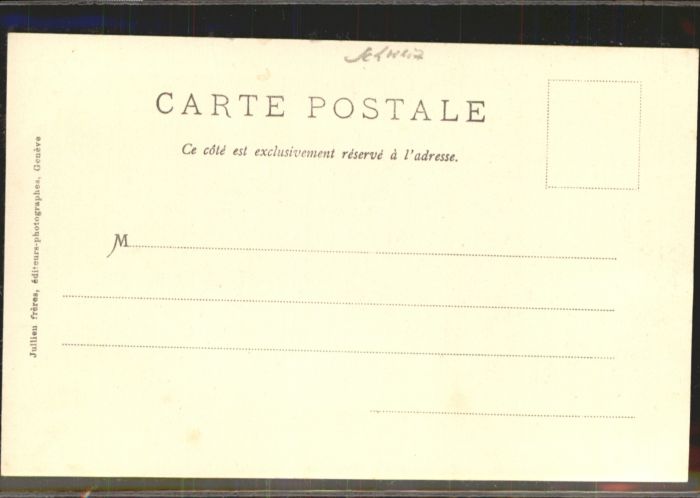 Schweiz
CARTE POSTALE
Ce côté est exclusivement réservé à l'adresse.
M
Jullien frères, éditeurs-photographes, Genève